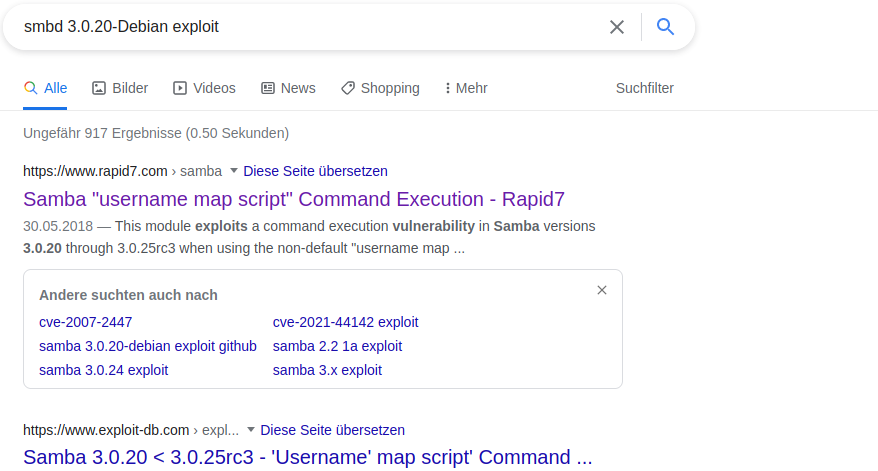 smbd 3.0.20-Debian exploit
Alle Bilder Videos News Shopping Mehr Suchfilter
Ungefähr 917 Ergebnisse (0.50 Sekunden)
https://www.rapid7.com › samba Diese Seite übersetzen
Samba "username map script" Command Execution - Rapid7
30.05.2018 — This module exploits a command execution vulnerability in Samba versions
3.0.20 through 3.0.25rc3 when using the non-default "username map ...
Andere suchten auch nach
cve-2007-2447 cve-2021-44142 exploit
samba 3.0.20-debian exploit github samba 2.2 1a exploit
samba 3.0.24 exploit samba 3.x exploit
https://www.exploit-db.com › expl... Diese Seite übersetzen
Samba 3.0.20 < 3.0.25rc3 - 'Username' map script' Command ...